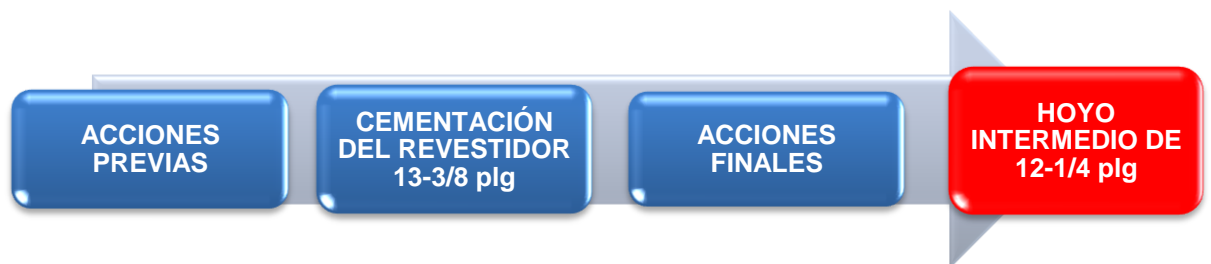 ACCIONES
PREVIAS
CEMENTACIÓN
DEL REVESTIDOR
13-3/8 plg
ACCIONES
FINALES
HOYO
INTERMEDIO DE
12-1/4 plg